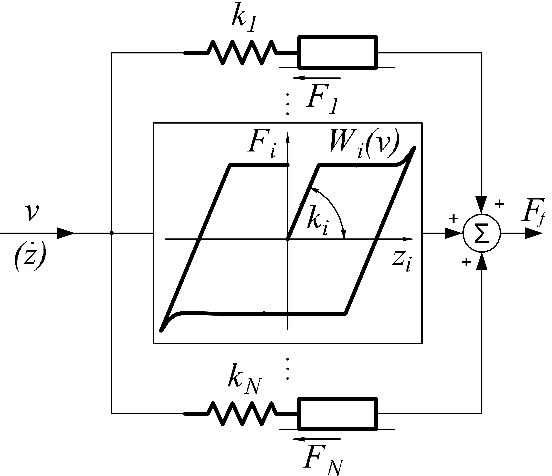 k1
F1
Fi
Wi(v)
ki
zi
v
(ż)
+
+
+
Σ
Ff
kN
FN